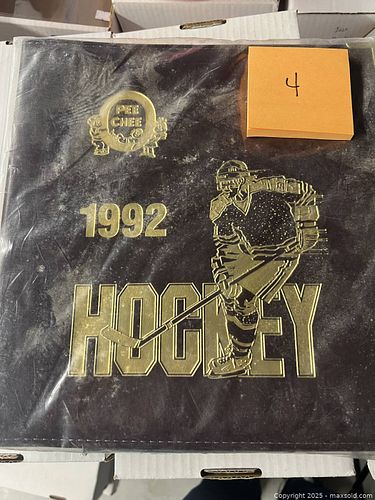 4
PEE
CHEE
1992
HOCKEY
Copyright © 2025 - maxsold.com